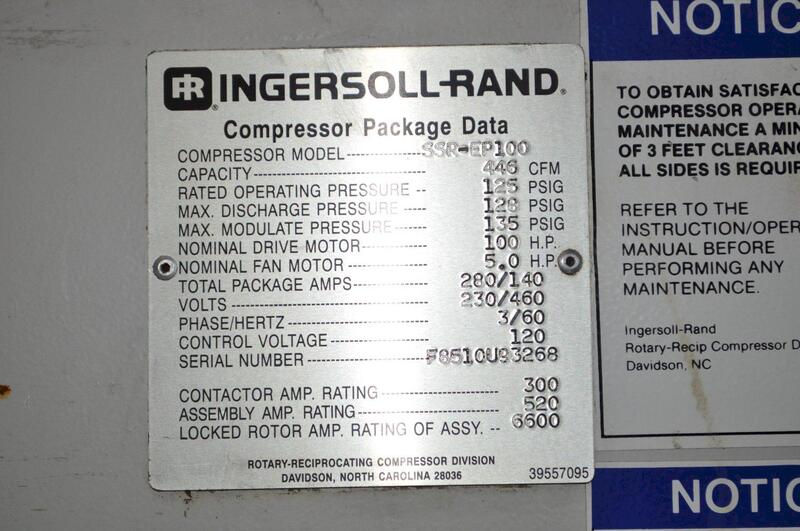 IR INGERSOLL-RAND®
Compressor Package Data
COMPRESSOR MODEL SSR-EP100
CAPACITY 446 CFM
RATED OPERATING PRESSURE -- 125 PSIG
MAX. DISCHARGE PRESSURE 128 PSIG
MAX. MODULATE PRESSURE 135 PSIG
NOMINAL DRIVE MOTOR 100 H.P.
NOMINAL FAN MOTOR 5.0 H.P.
TOTAL PACKAGE AMPS 280/140
VOLTS 230/460
PHASE/HERTZ 3/60
CONTROL VOLTAGE 120
SERIAL NUMBER F8510U93268
CONTACTOR AMP. RATING 300
ASSEMBLY AMP. RATING 520
LOCKED ROTOR AMP. RATING OF ASSY. -- 6600
ROTARY-RECIPROCATING COMPRESSOR DIVISION
DAVIDSON, NORTH CAROLINA 28036
39557095
NOTIC
TO OBTAIN SATISFAC
COMPRESSOR OPERA
MAINTENANCE A MIN
OF 3 FEET CLEARANC
ALL SIDES IS REQUIR
REFER TO THE
INSTRUCTION/OPER
MANUAL BEFORE
PERFORMING ANY
MAINTENANCE.
Ingersoll-Rand
Rotary-Recip Compressor D
Davidson, NC
NOTIC